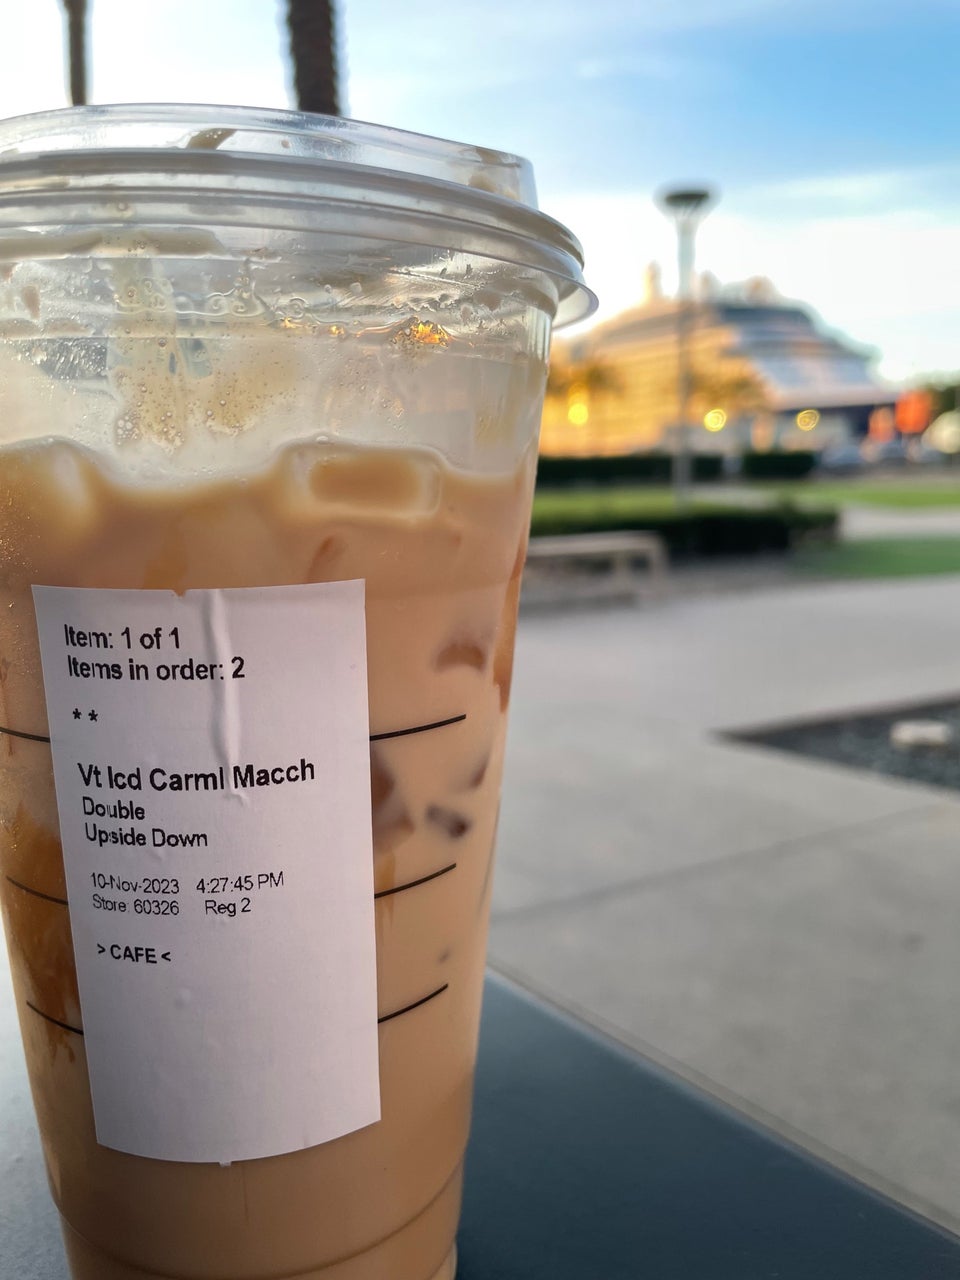 Item: 1 of 1
Items in order: 2
* *
Vt Icd Carml Macch
Double
Upside Down
10-Nov-2023 4:27:45 PM
Store: 60326 Reg 2
> CAFE <